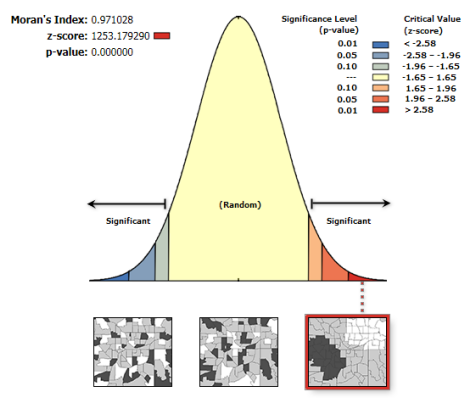 Moran's Index: 0.971028
z-score: 1253.179290
p-value: 0.000000
Significance Level
(p-value)
Critical Value
(z-score)
0.01 < -2.58
0.05 -2.58 – -1.96
0.10 -1.96 – -1.65
--- -1.65 – 1.65
0.10 1.65 – 1.96
0.05 1.96 – 2.58
0.01 > 2.58
(Random)
Significant
Significant